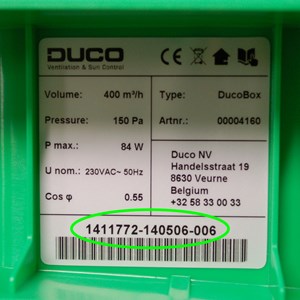 DUCO
Ventilation & Sun Control
CE
Volume: 400 m³/h
Pressure: 150 Pa
P max.: 84 W
U nom.: 230VAC~ 50Hz
Cos φ 0.55
Type: DucoBox
Artnr.: 00004160
Duco NV
Handelsstraat 19
8630 Veurne
Belgium
+32 58 33 00 33
1411772-140506-006